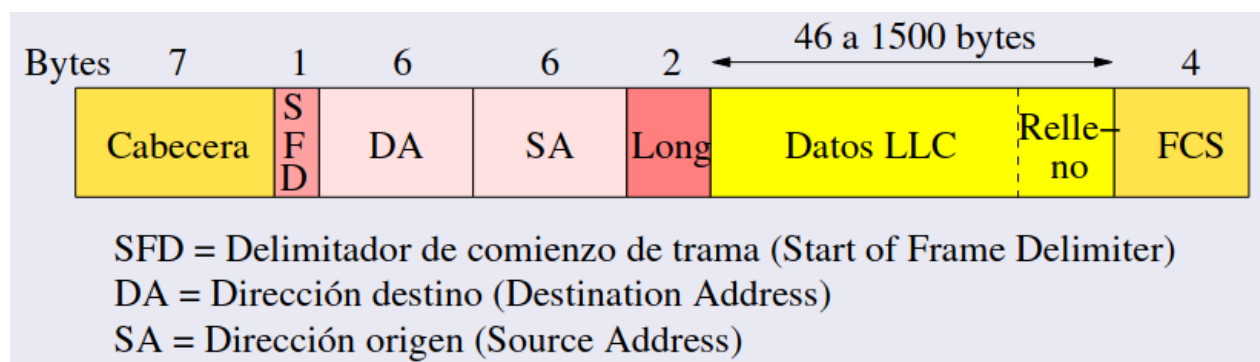 46 a 1500 bytes
Bytes 7 1 6 6 2 4
Cabecera SFD DA SA Long Datos LLC Relle–no FCS
SFD = Delimitador de comienzo de trama (Start of Frame Delimiter)
DA = Dirección destino (Destination Address)
SA = Dirección origen (Source Address)